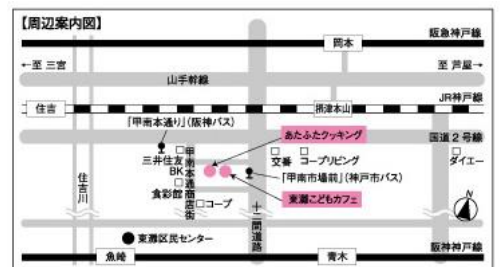 【周辺案内図】
岡本
阪急神戸線
←至 三宮
至 芦屋→
山手幹線
JR神戸線
住吉
摂津本山
「甲南本通り」(阪神バス)
あたふたクッキング
国道2号線
三井住友
BK
甲南本通商店街
交番
コープリビング
ダイエー
住吉川
食彩館
コープ
「甲南市場前」(神戸市バス)
東灘こどもカフェ
十二間道路
N
東灘区民センター
魚崎
青木
阪神神戸線